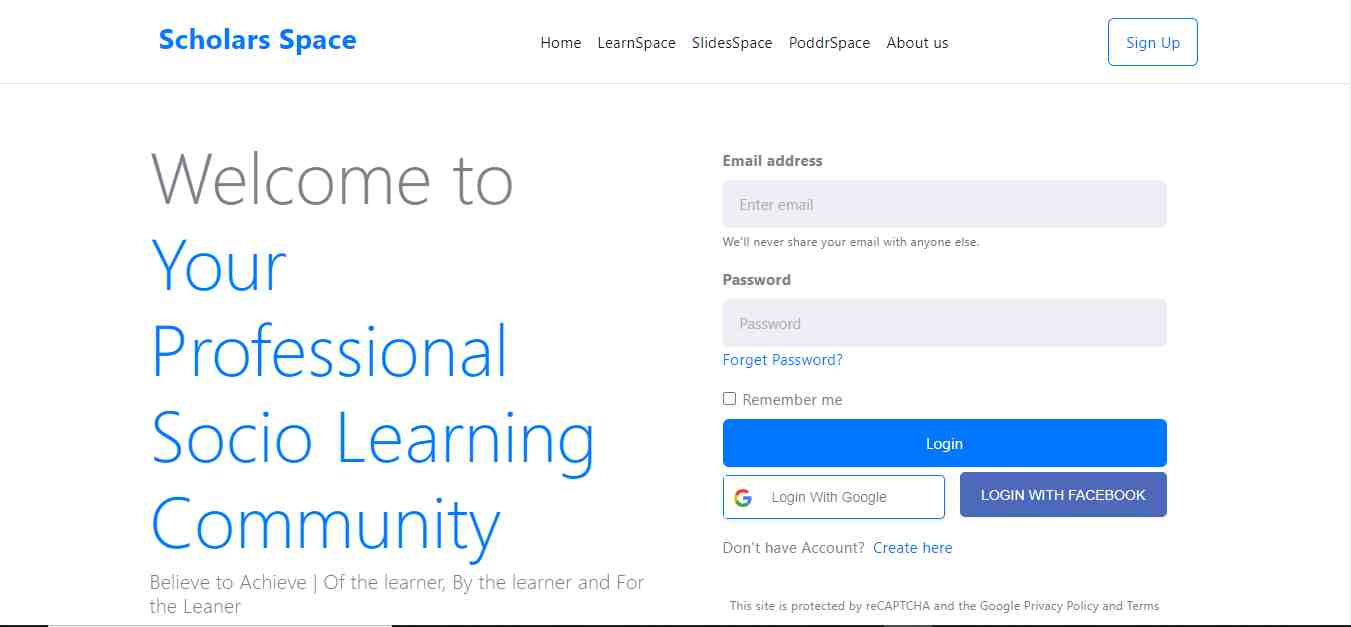 Scholars Space
Home LearnSpace SlidesSpace PoddrSpace About us
Sign Up
Welcome to
Your
Professional
Socio Learning
Community
Believe to Achieve | Of the learner, By the learner and For
the Leaner
Email address
Enter email
We'll never share your email with anyone else.
Password
Password
Forget Password?
Remember me
Login
Login With Google
LOGIN WITH FACEBOOK
Don't have Account? Create here
This site is protected by reCAPTCHA and the Google Privacy Policy and Terms